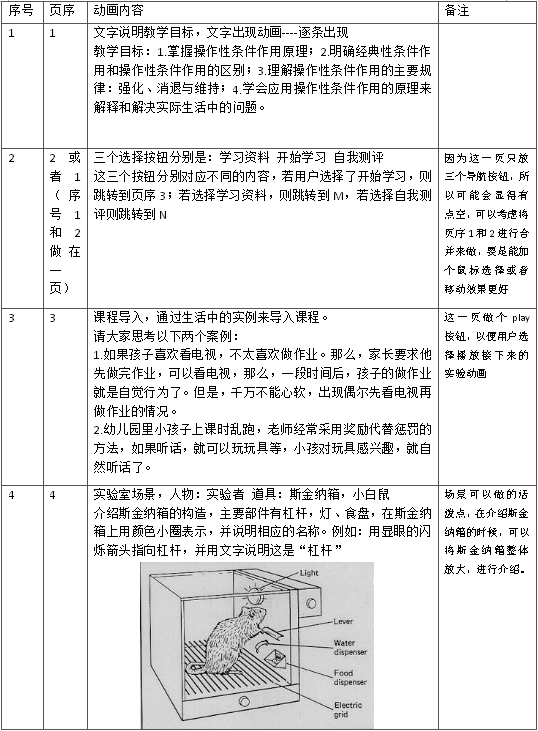 序号 页序 动画内容 备注
1 1 文字说明教学目标，文字出现动画----逐条出现
教学目标：1.掌握操作性条件作用原理；2.明确经典性条件作
用和操作性条件作用的区别；3.理解操作性条件作用的主要规
律：强化、消退与维持；4.学会应用操作性条件作用的原理来
解释和解决实际生活中的问题。
2
2 或
者 1
（ 序
号 1
和 2
做 在
一
页）
三个选择按钮分别是：学习资料 开始学习 自我测评
这三个按钮分别对应不同的内容，若用户选择了开始学习，则
跳转到页序 3；若选择学习资料，则跳转到 M，若选择自我测
评则跳转到 N
因为这一页只放
三个导航按钮，所
以可能会显得有
点空，可以考虑将
页序 1 和 2 进行合
并来做，要是能加
个鼠标选择或者
移动效果更好
3 3 课程导入，通过生活中的实例来导入课程。
请大家思考以下两个案例：
1.如果孩子喜欢看电视，不太喜欢做作业。那么，家长要求他
先做完作业，可以看电视，那么，一段时间后，孩子的做作业
就是自觉行为了。但是，千万不能心软，出现偶尔先看电视再
做作业的情况。
2.幼儿园里小孩子上课时乱跑，老师经常采用奖励代替惩罚的
方法，如果听话，就可以玩玩具等，小孩对玩具感兴趣，就自
然听话了。
这一页做个 play
按钮，以便用户选
择播放接下来的
实验动画
4 4 实验室场景，人物：实验者 道具：斯金纳箱，小白鼠
介绍斯金纳箱的构造，主要部件有杠杆，灯、食盘，在斯金纳
箱上用颜色小圈表示，并说明相应的名称。例如：用显眼的闪
烁箭头指向杠杆，并用文字说明这是“杠杆”
场景可以做的活
泼点，在介绍斯金
纳箱的时候，可以
将斯金纳箱整体
放大，进行介绍。
Light
Lever
Water
dispenser
Food
dispenser
Electric
grid